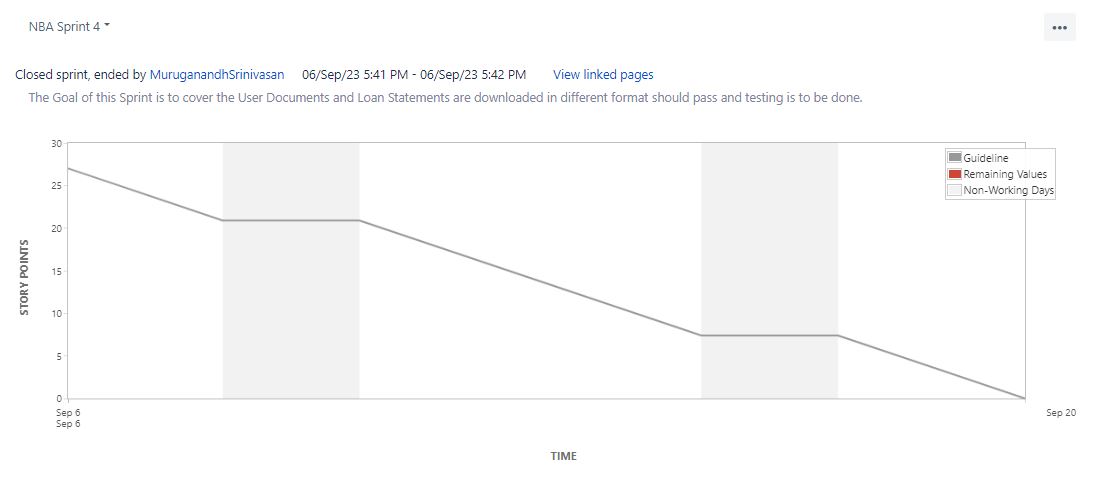 NBA Sprint 4
Closed sprint, ended by MuruganandhSrinivasan 06/Sep/23 5:41 PM - 06/Sep/23 5:42 PM View linked pages
The Goal of this Sprint is to cover the User Documents and Loan Statements are downloaded in different format should pass and testing is to be done.
30
Guideline
Remaining Values
Non-Working Days
25
20
15
10
5
0
STORY POINTS
Sep 6
Sep 6
Sep 20
TIME